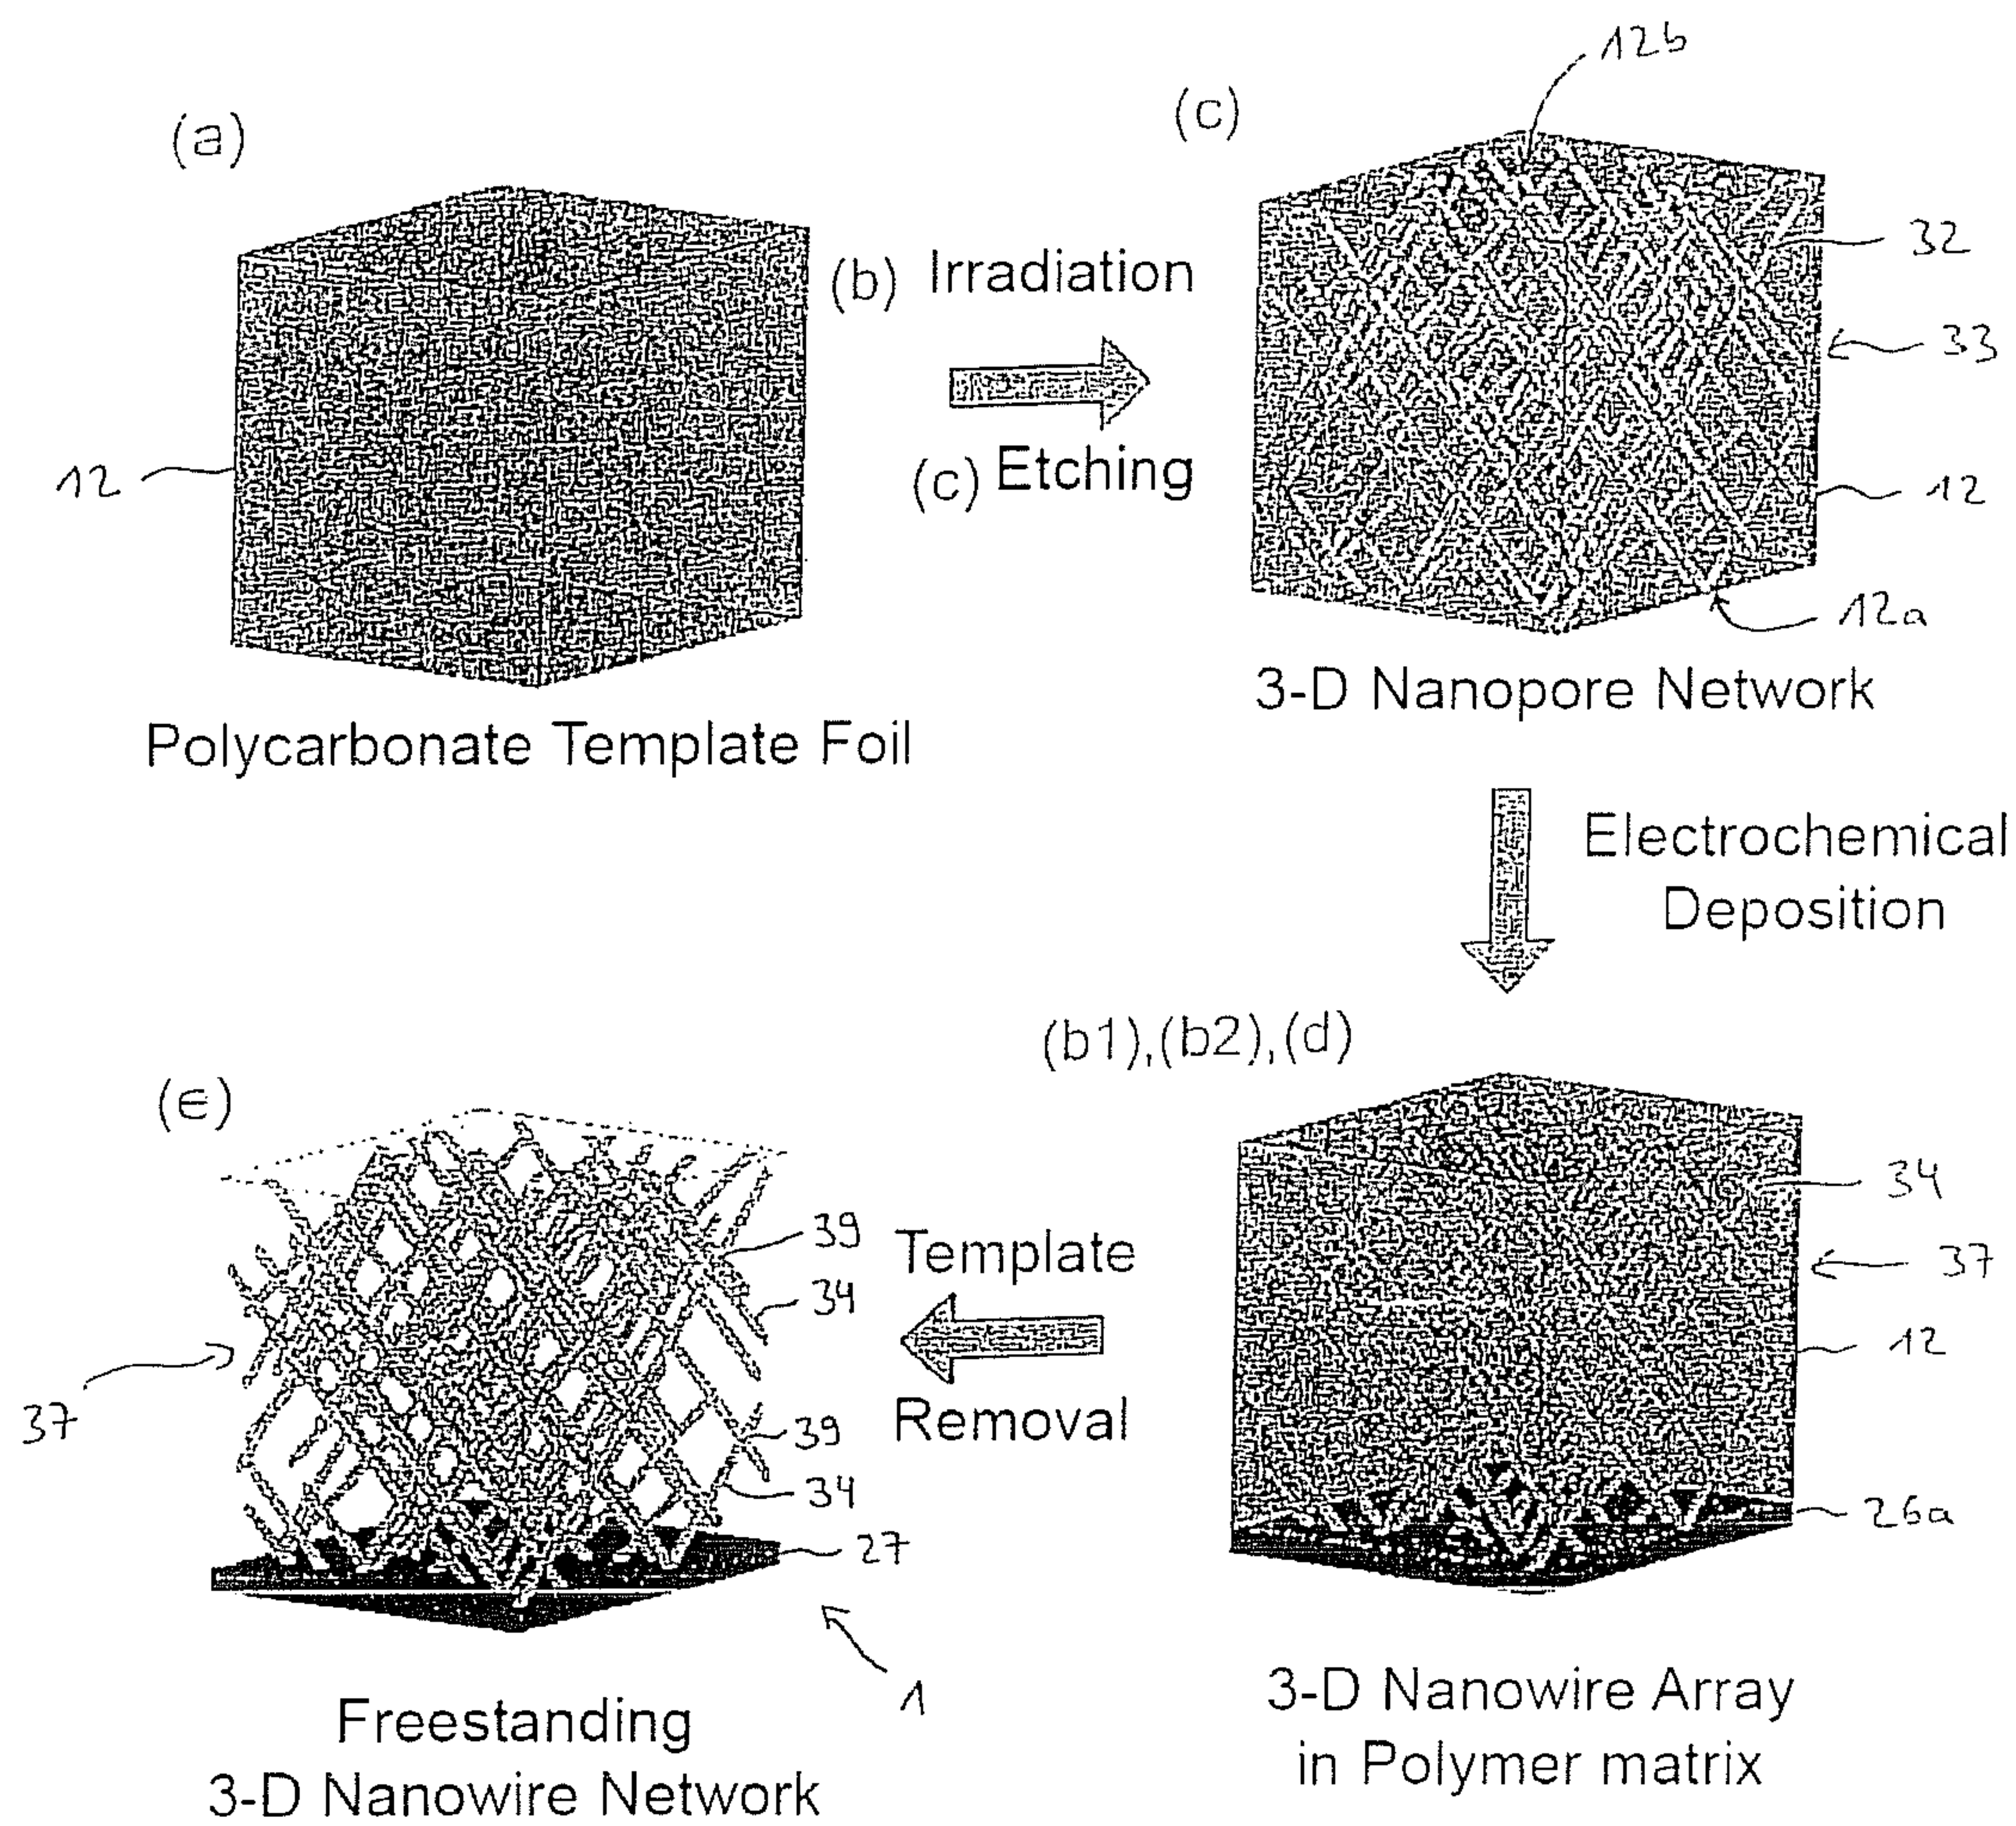 (a)
12
Polycarbonate Template Foil
(b) Irradiation
(c) Etching
(c)
12b
32
33
12
12a
3-D Nanopore Network
Electrochemical
Deposition
(b1),(b2),(d)
34
37
12
26a
3-D Nanowire Array
in Polymer matrix
Template
Removal
(e)
39
34
37
39
34
27
1
Freestanding
3-D Nanowire Network